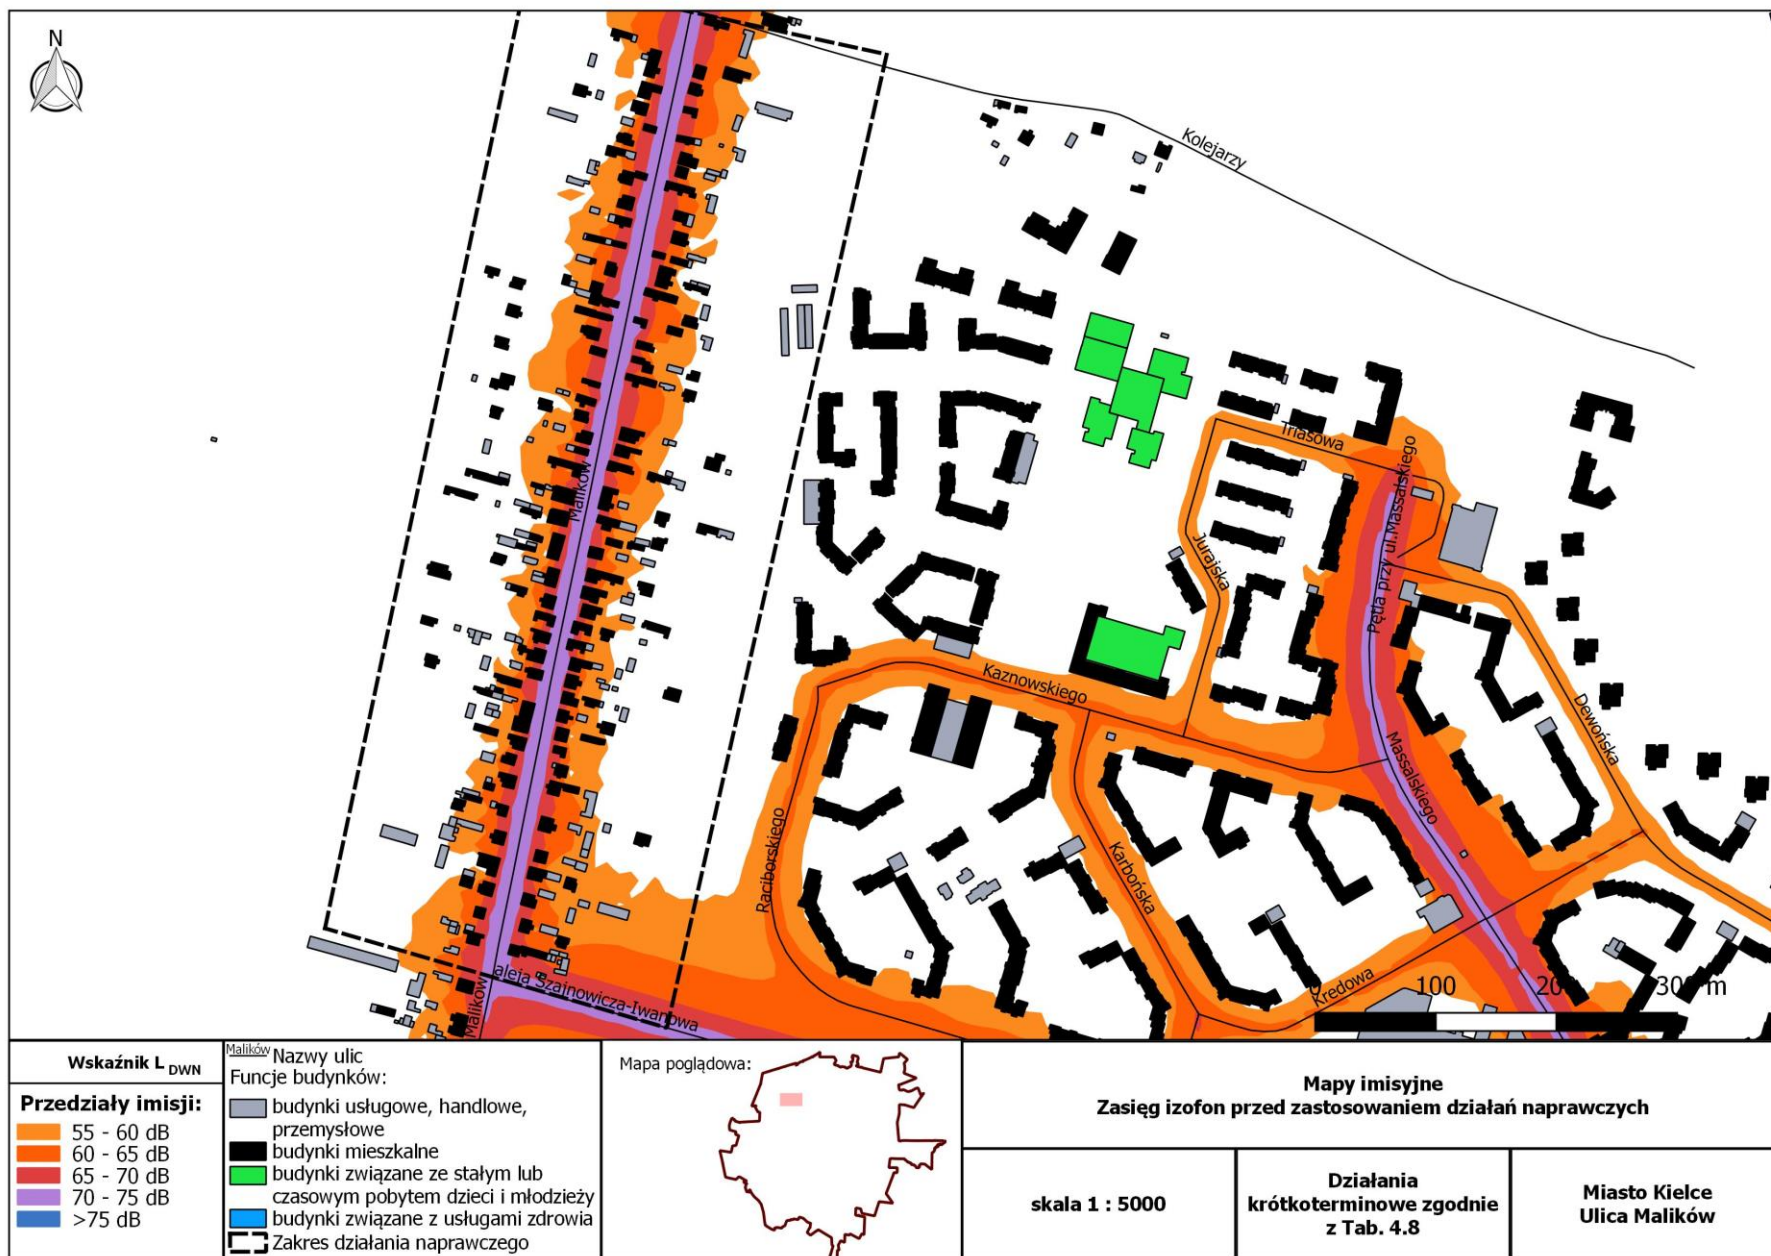 N
Kolejarzy
Malików
Triasowa
Pętla przy ul.Massalskiego
Jurajska
Kaznowskiego
Dewońska
Massalskiego
Raciborskiego
Karbońska
Kredowa
aleja Szajnowicza-Iwanowa
Malików
0 100 200 300 m
Wskaźnik L DWN
Przedziały imisji:
55 - 60 dB
60 - 65 dB
65 - 70 dB
70 - 75 dB
>75 dB
Malików Nazwy ulic
Funcje budynków:
budynki usługowe, handlowe,
przemysłowe
budynki mieszkalne
budynki związane ze stałym lub
czasowym pobytem dzieci i młodzieży
budynki związane z usługami zdrowia
Zakres działania naprawczego
Mapa poglądowa:
Mapy imisyjne
Zasięg izofon przed zastosowaniem działań naprawczych
skala 1 : 5000
Działania
krótkoterminowe zgodnie
z Tab. 4.8
Miasto Kielce
Ulica Malików